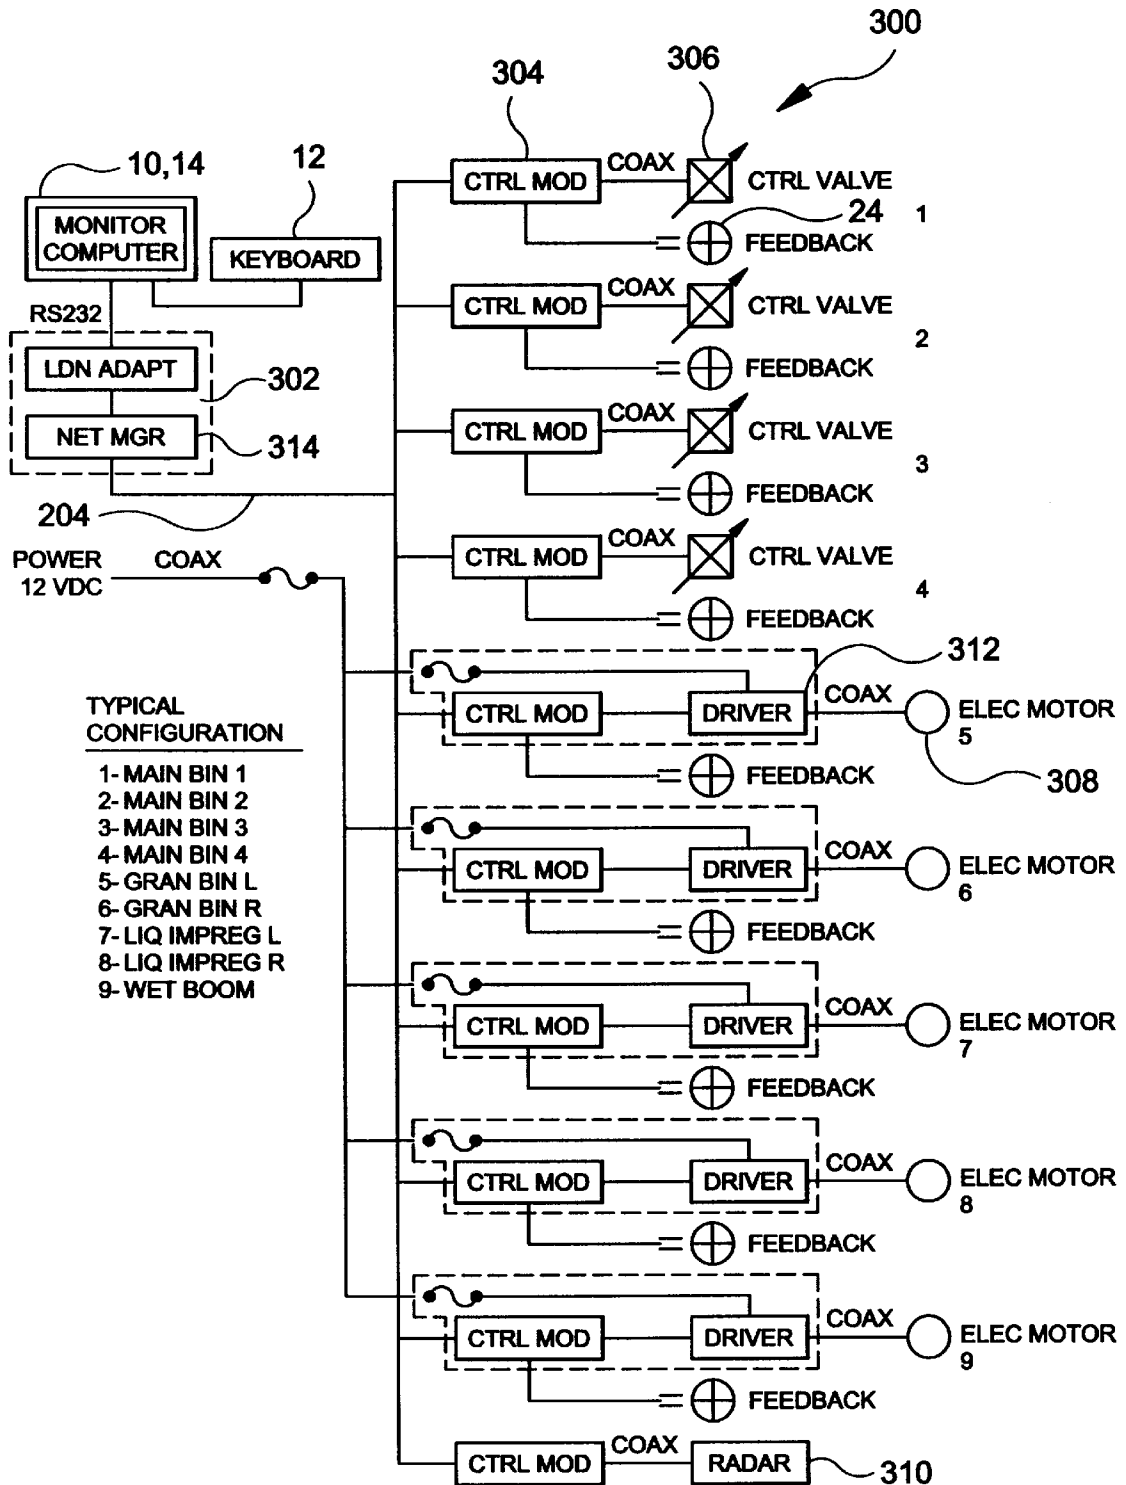 300
304
306
10,14
12
MONITOR
COMPUTER
KEYBOARD
RS232
LDN ADAPT
302
NET MGR
314
204
POWER
12 VDC
COAX
CTRL MOD
COAX
CTRL VALVE
1
24
FEEDBACK
CTRL MOD
COAX
CTRL VALVE
2
FEEDBACK
CTRL MOD
COAX
CTRL VALVE
3
FEEDBACK
CTRL MOD
COAX
CTRL VALVE
4
FEEDBACK
312
CTRL MOD
DRIVER
COAX
ELEC MOTOR
5
308
FEEDBACK
TYPICAL
CONFIGURATION
1- MAIN BIN 1
2- MAIN BIN 2
3- MAIN BIN 3
4- MAIN BIN 4
5- GRAN BIN L
6- GRAN BIN R
7- LIQ IMPREG L
8- LIQ IMPREG R
9- WET BOOM
CTRL MOD
DRIVER
COAX
ELEC MOTOR
6
FEEDBACK
CTRL MOD
DRIVER
COAX
ELEC MOTOR
7
FEEDBACK
CTRL MOD
DRIVER
COAX
ELEC MOTOR
8
FEEDBACK
CTRL MOD
DRIVER
COAX
ELEC MOTOR
9
FEEDBACK
CTRL MOD
COAX
RADAR
310